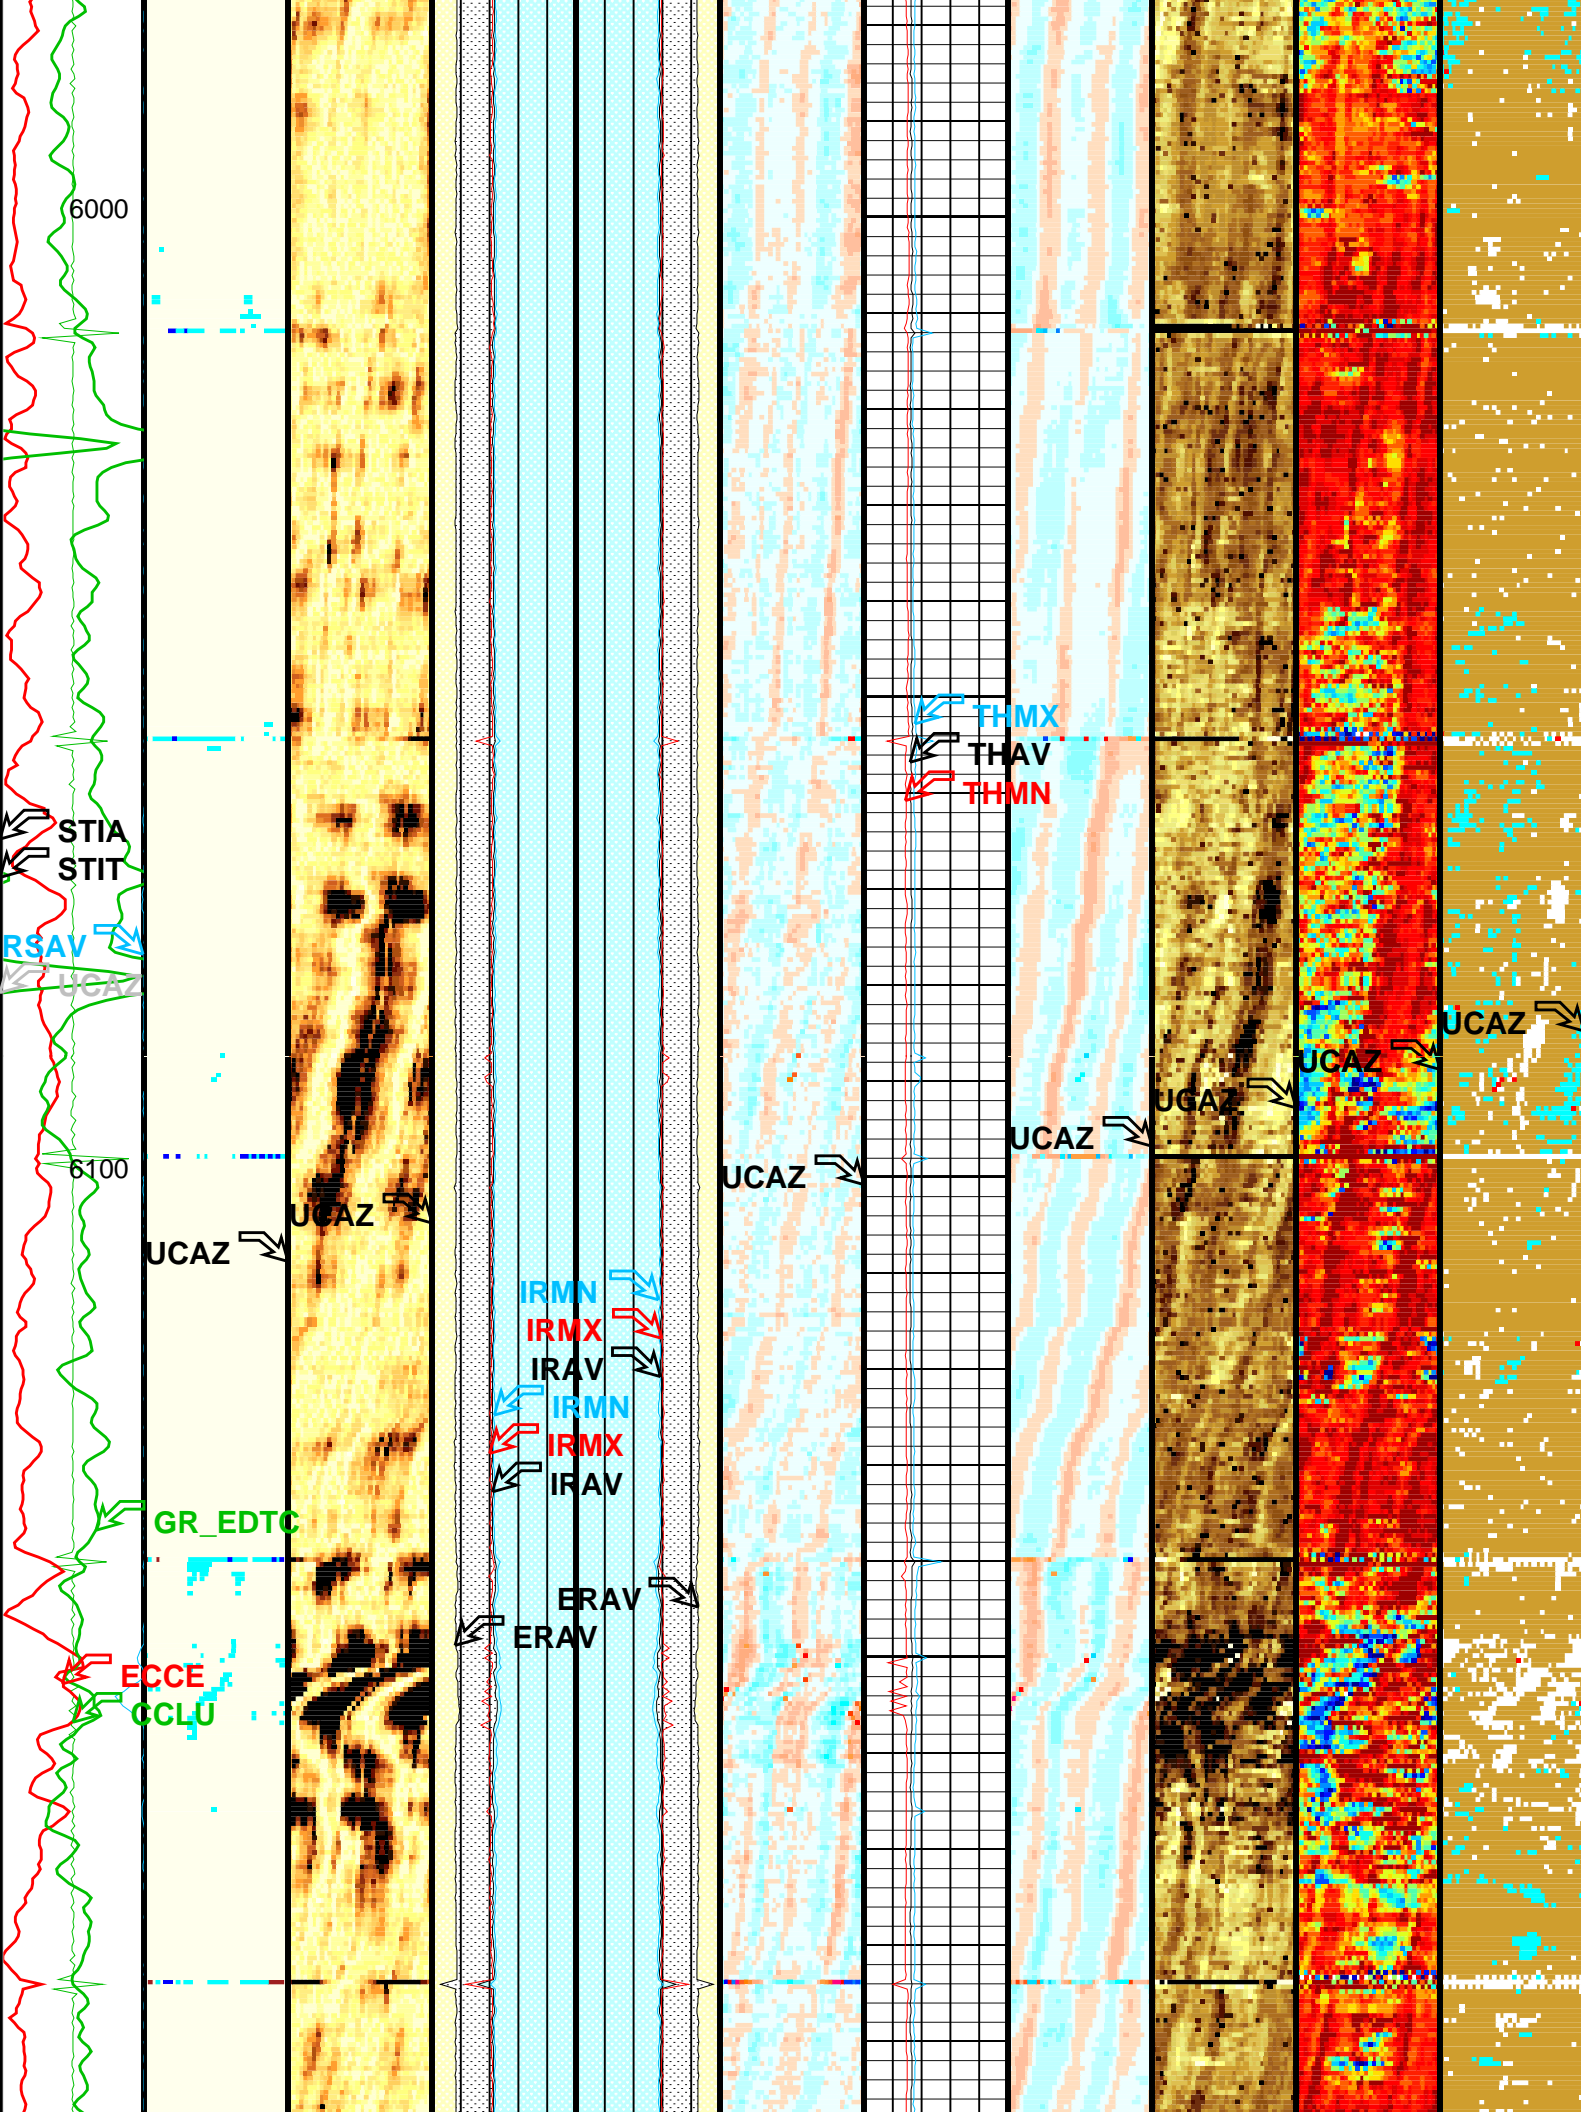 6000
THMX
THAV
THMN
STIA
STIT
RSAV
UCAZ
UCAZ
UCAZ
UCAZ
UCAZ
6100
UCAZ
UCAZ
UCAZ
IRMN
IRMX
IRAV
IRMN
IRMX
IRAV
GR_EDTC
ERAV
ERAV
ECCE
CCLU